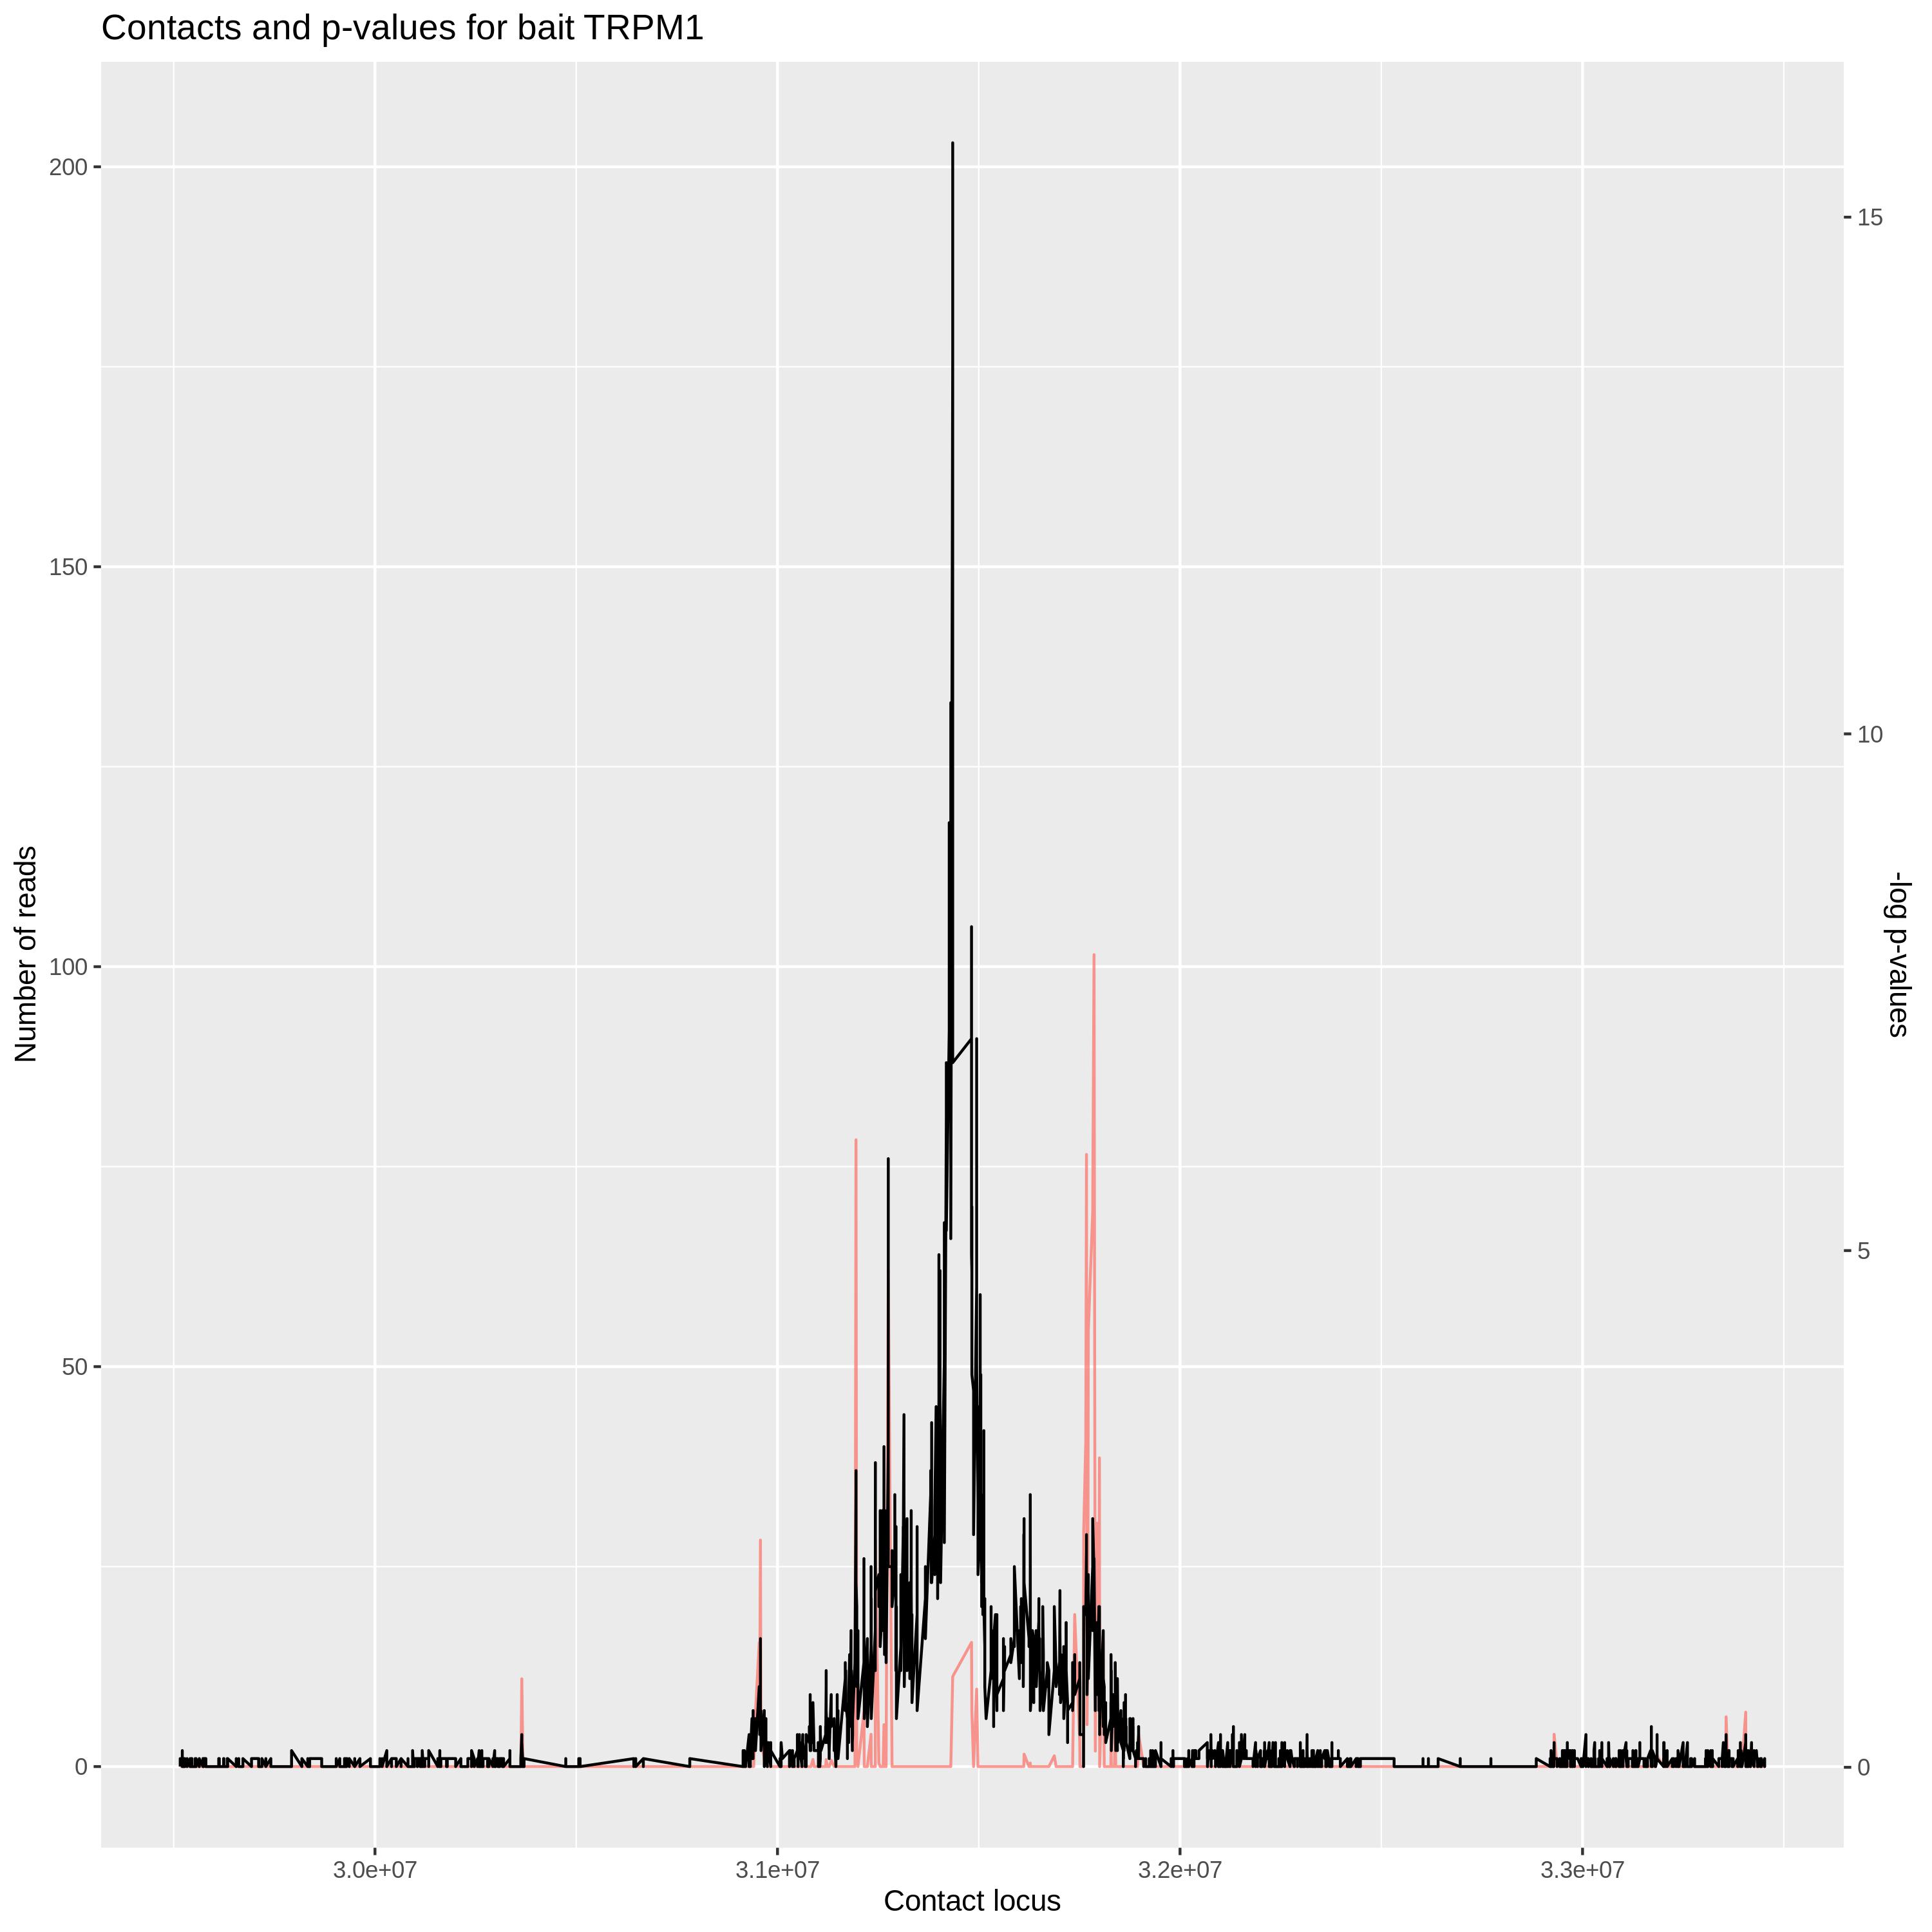 Contacts and p-values for bait TRPM1
200
150
100
50
0
Number of reads
15
10
5
0
-log p-values
3.0e+07
3.1e+07
3.2e+07
3.3e+07
Contact locus